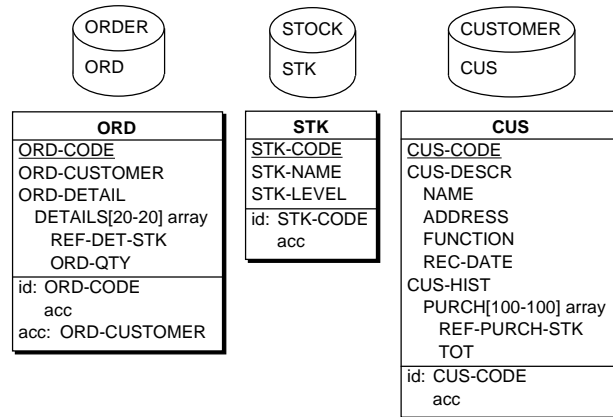 ORDER
ORD
STOCK
STK
CUSTOMER
CUS
ORD
ORD-CODE
ORD-CUSTOMER
ORD-DETAIL
DETAILS[20-20] array
REF-DET-STK
ORD-QTY
id: ORD-CODE
acc
acc: ORD-CUSTOMER
STK
STK-CODE
STK-NAME
STK-LEVEL
id: STK-CODE
acc
CUS
CUS-CODE
CUS-DESCR
NAME
ADDRESS
FUNCTION
REC-DATE
CUS-HIST
PURCH[100-100] array
REF-PURCH-STK
TOT
id: CUS-CODE
acc